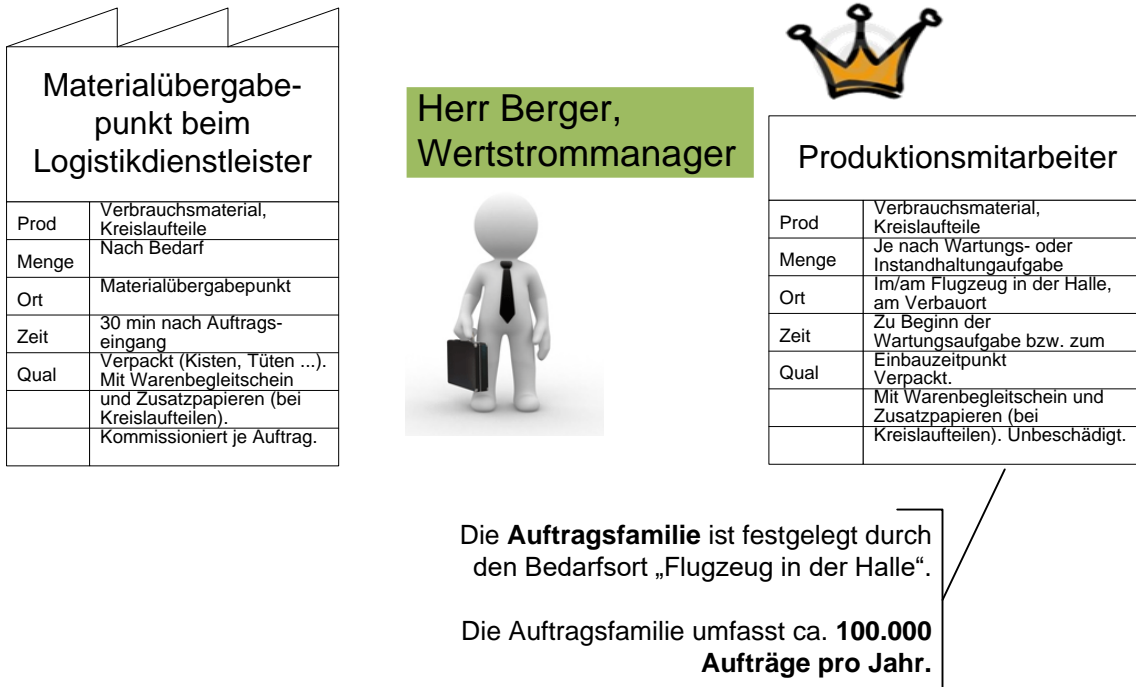 Materialübergabe-
punkt beim
Logistikdienstleister
Prod
Verbrauchsmaterial,
Kreislaufteile
Menge
Nach Bedarf
Ort
Materialübergabepunkt
Zeit
30 min nach Auftrags-
eingang
Qual
Verpackt (Kisten, Tüten ...).
Mit Warenbegleitschein
und Zusatzpapieren (bei
Kreislaufteilen).
Kommissioniert je Auftrag.
Herr Berger,
Wertstrommanager
Produktionsmitarbeiter
Prod
Verbrauchsmaterial,
Kreislaufteile
Menge
Je nach Wartungs- oder
Instandhaltungaufgabe
Ort
Im/am Flugzeug in der Halle,
am Verbauort
Zeit
Zu Beginn der
Wartungsaufgabe bzw. zum
Qual
Einbauzeitpunkt
Verpackt.
Mit Warenbegleitschein und
Zusatzpapieren (bei
Kreislaufteilen). Unbeschädigt.
Die Auftragsfamilie ist festgelegt durch
den Bedarfsort „Flugzeug in der Halle“.
Die Auftragsfamilie umfasst ca. 100.000
Aufträge pro Jahr.